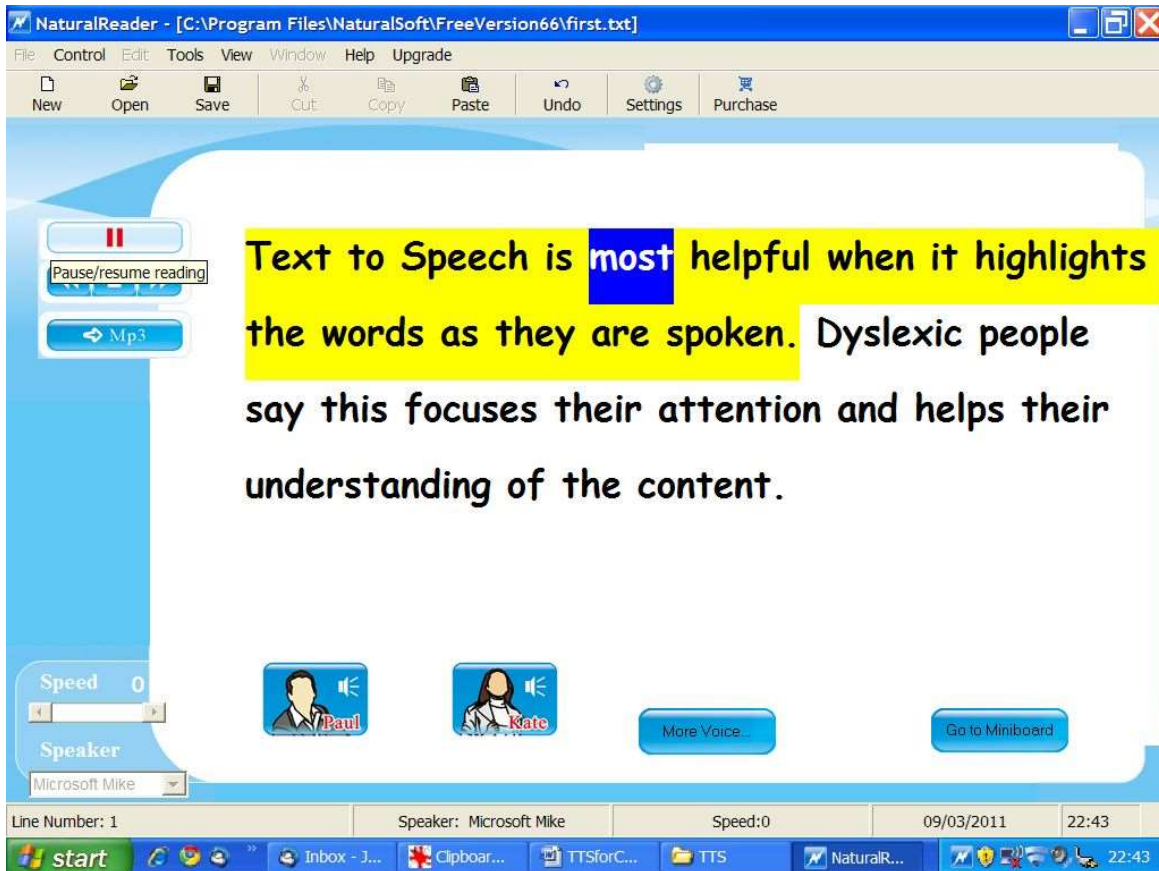 NaturalReader - [C:\Program Files\NaturalSoft\FreeVersion66\first.txt]
File Control Edit Tools View Window Help Upgrade
New Open Save Cut Copy Paste Undo Settings Purchase
Text to Speech is most helpful when it highlights
Pause/resume reading
Mp3
the words as they are spoken. Dyslexic people
say this focuses their attention and helps their
understanding of the content.
Speed 0
Paul
Kate
More Voice...
Go to Miniboard
Speaker
Microsoft Mike
Line Number: 1 Speaker: Microsoft Mike Speed:0 09/03/2011 22:43
start Inbox - J... Clipboar... TTSforC... TTS NaturalR... 22:43